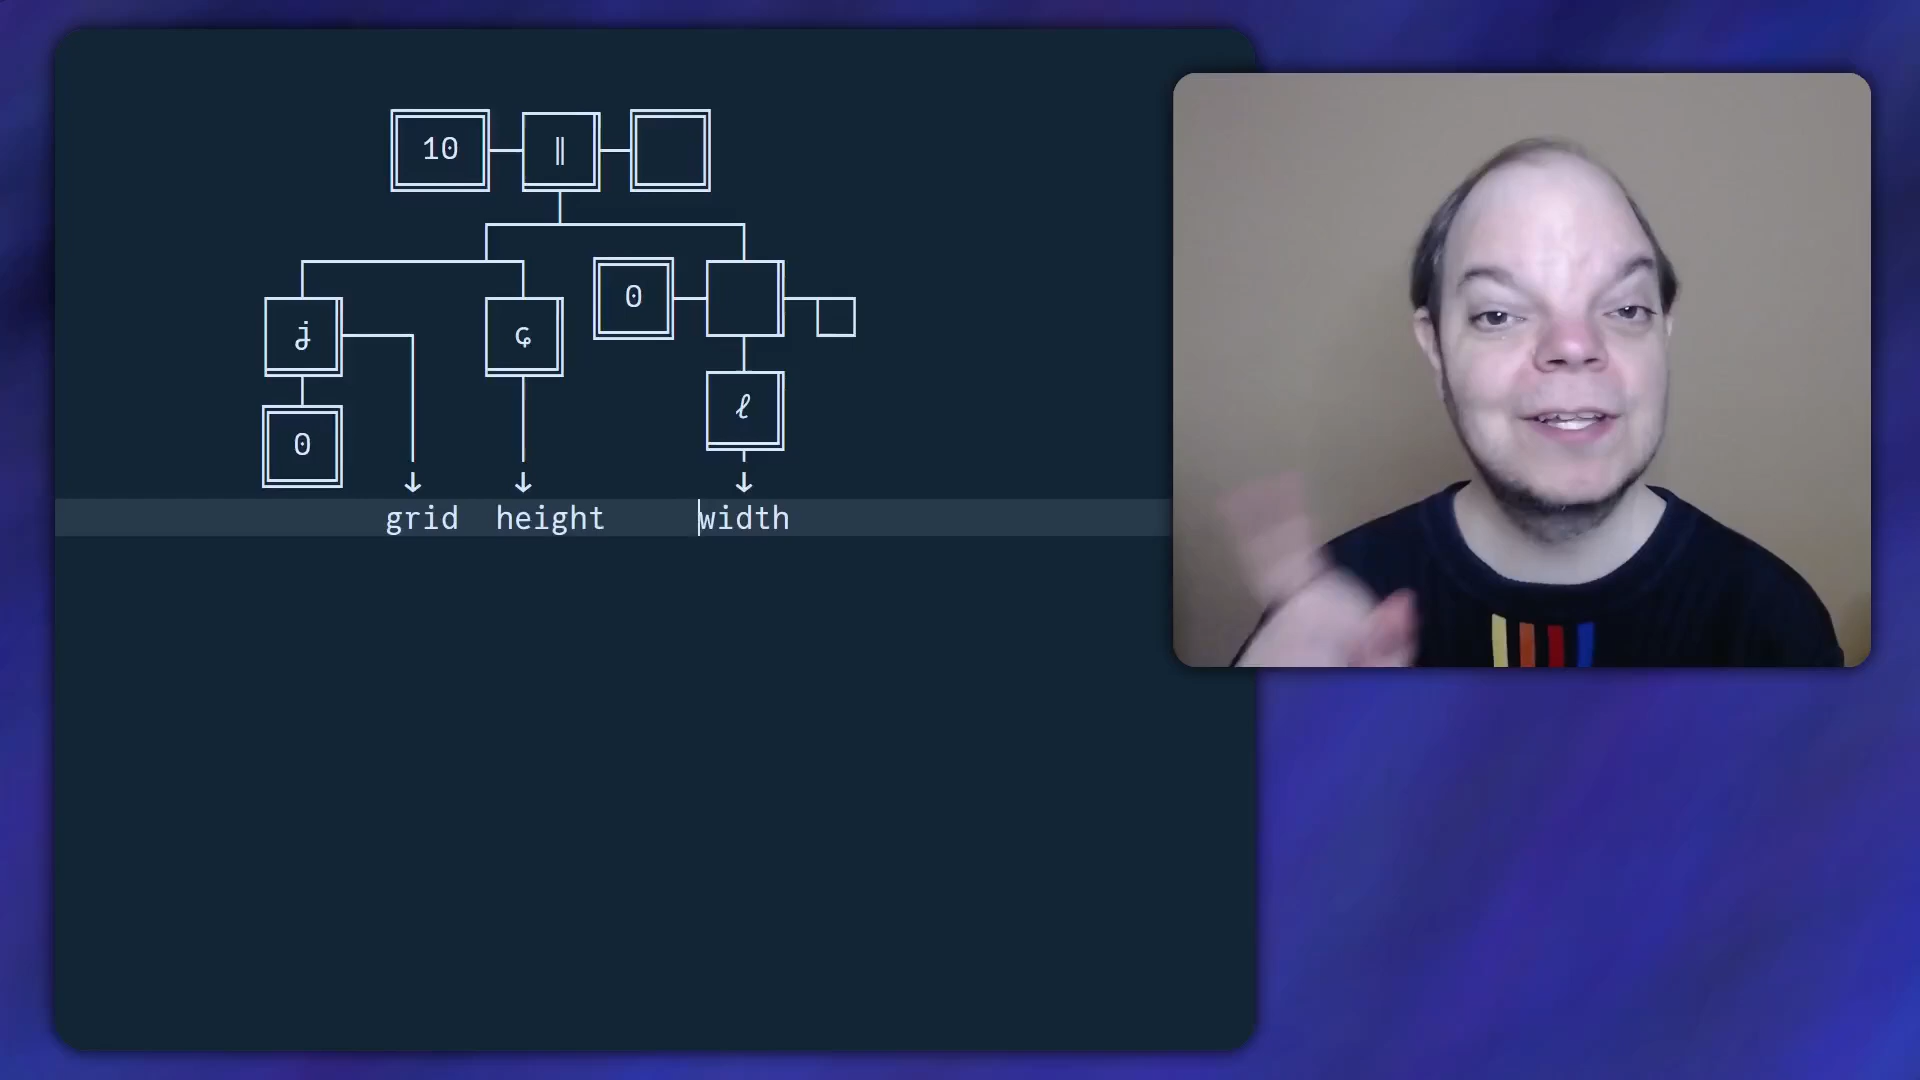 10 ‖
0
ʝ ɕ
ℓ
0
grid height width